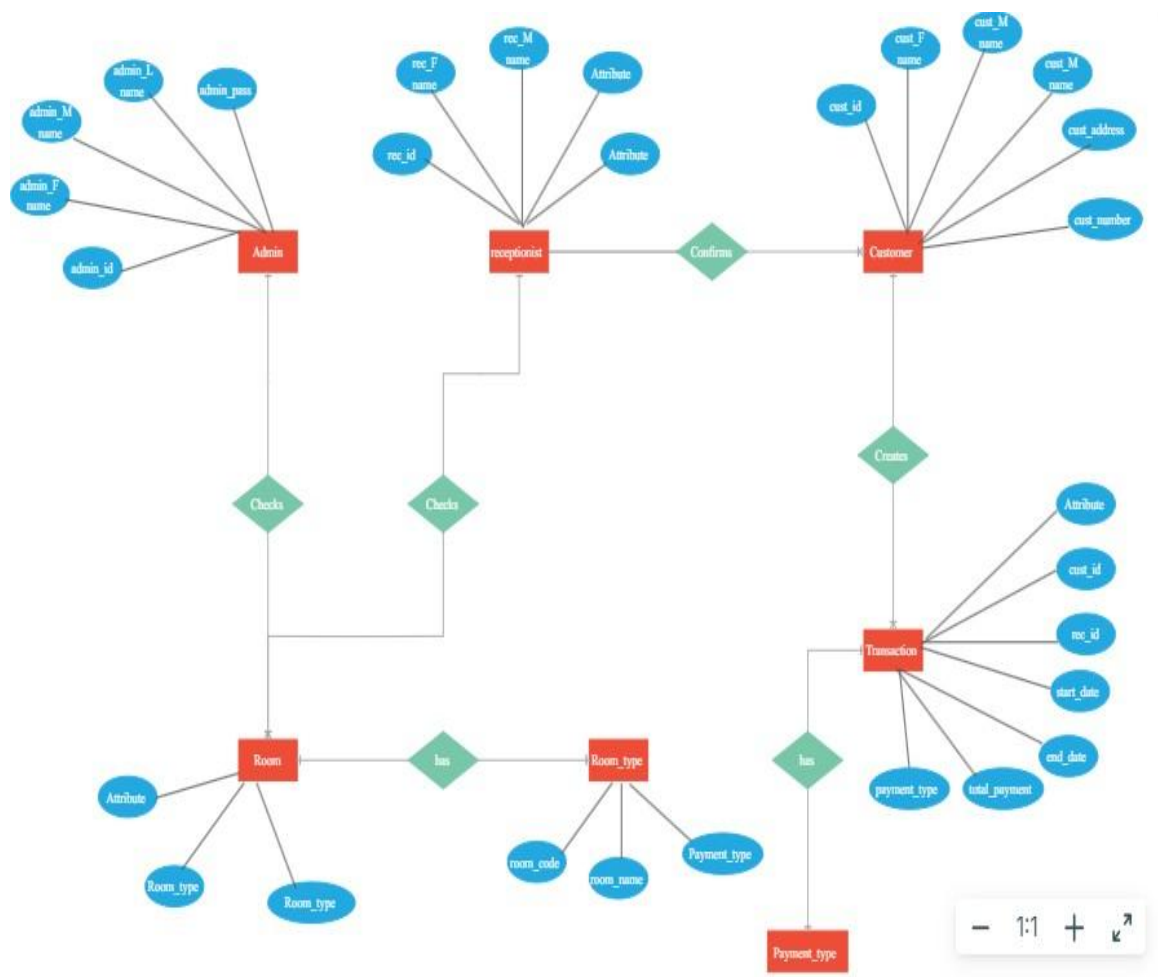 admin_L
name
admin_pass
admin_M
name
admin_F
name
admin_id
Admin
rec_M
name
rec_F
name
Attribute
rec_id
Attribute
receptionist
Confirms
cust_M
name
cust_F
name
cust_M
name
cust_id
cust_address
cust_number
Customer
Creates
Checks
Checks
Attribute
cust_id
rec_id
Transaction
start_date
end_date
payment_type
total_payment
Room
has
Room_type
has
Attribute
Room_type
Room_type
room_code
room_name
Payment_type
Payment_type
1:1